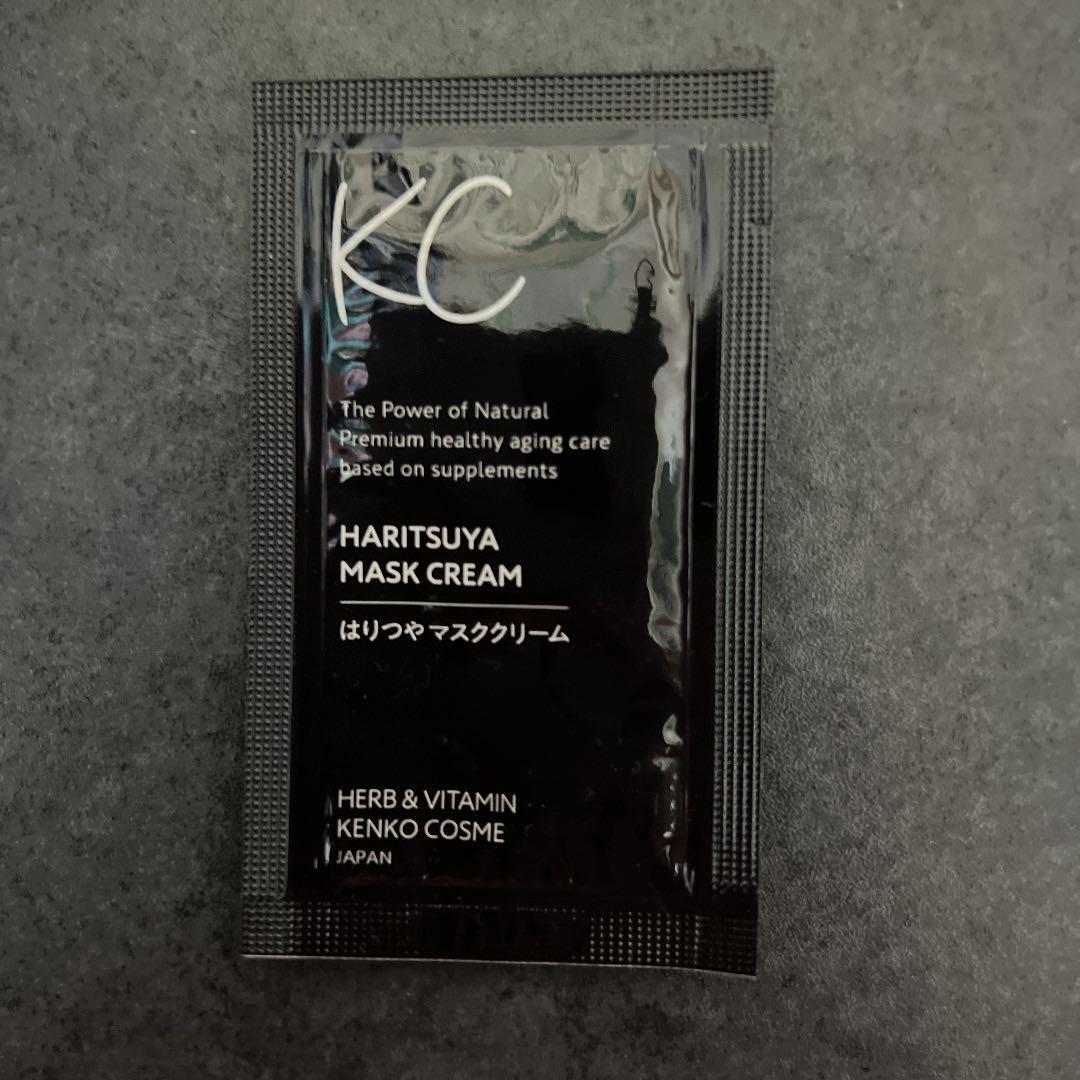 KC
The Power of Natural
Premium healthy aging care
based on supplements
HARITSUYA
MASK CREAM
はりつや マスククリーム
HERB & VITAMIN
KENKO COSME
JAPAN